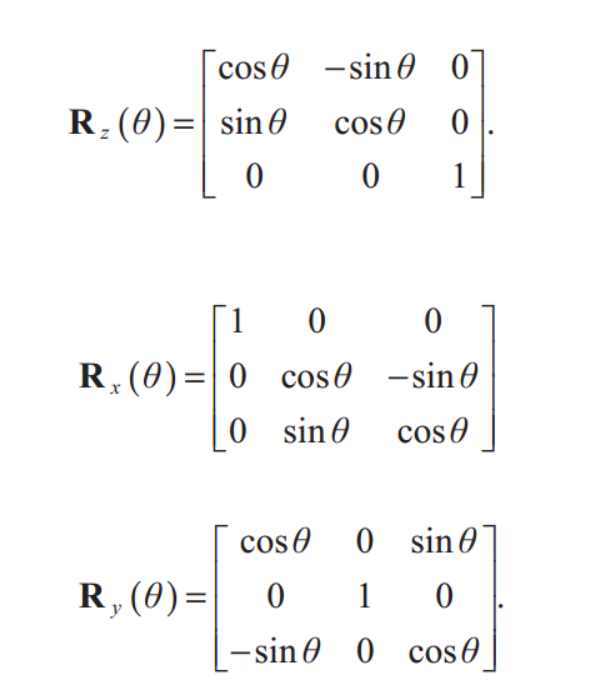 R_z(θ) = [cosθ −sinθ 0
sinθ cosθ 0
0 0 1].
R_x(θ) = [1 0 0
0 cosθ −sinθ
0 sinθ cosθ]
R_y(θ) = [cosθ 0 sinθ
0 1 0
−sinθ 0 cosθ].